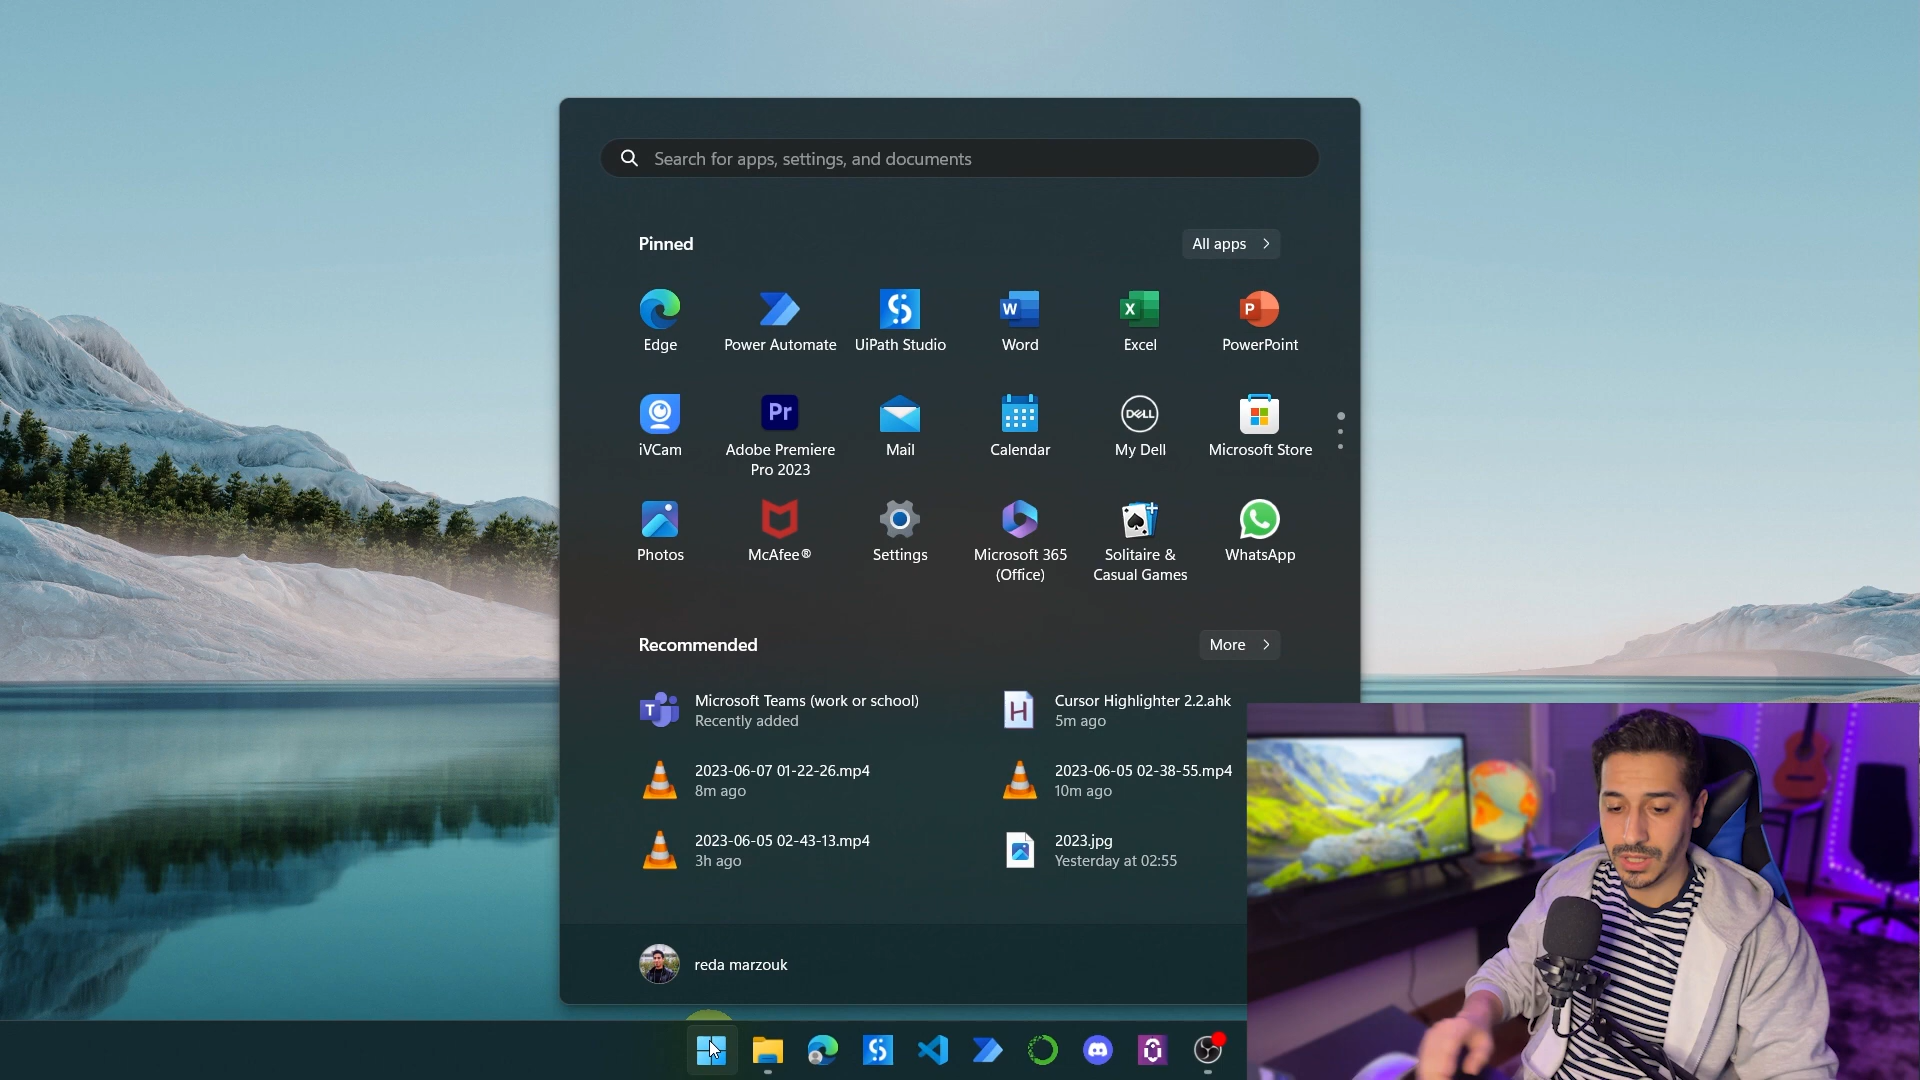 Search for apps, settings, and documents
Pinned
All apps
Edge
Power Automate
UiPath Studio
Word
Excel
PowerPoint
W
X
P
iVCam
Adobe Premiere
Pro 2023
Pr
Mail
Calendar
DELL
My Dell
Microsoft Store
Photos
McAfee®
Settings
Microsoft 365
(Office)
Solitaire &
Casual Games
WhatsApp
Recommended
More
T
Microsoft Teams (work or school)
Recently added
H
Cursor Highlighter 2.2.ahk
5m ago
2023-06-07 01-22-26.mp4
8m ago
2023-06-05 02-38-55.mp4
10m ago
2023-06-05 02-43-13.mp4
3h ago
2023.jpg
Yesterday at 02:55
reda marzouk